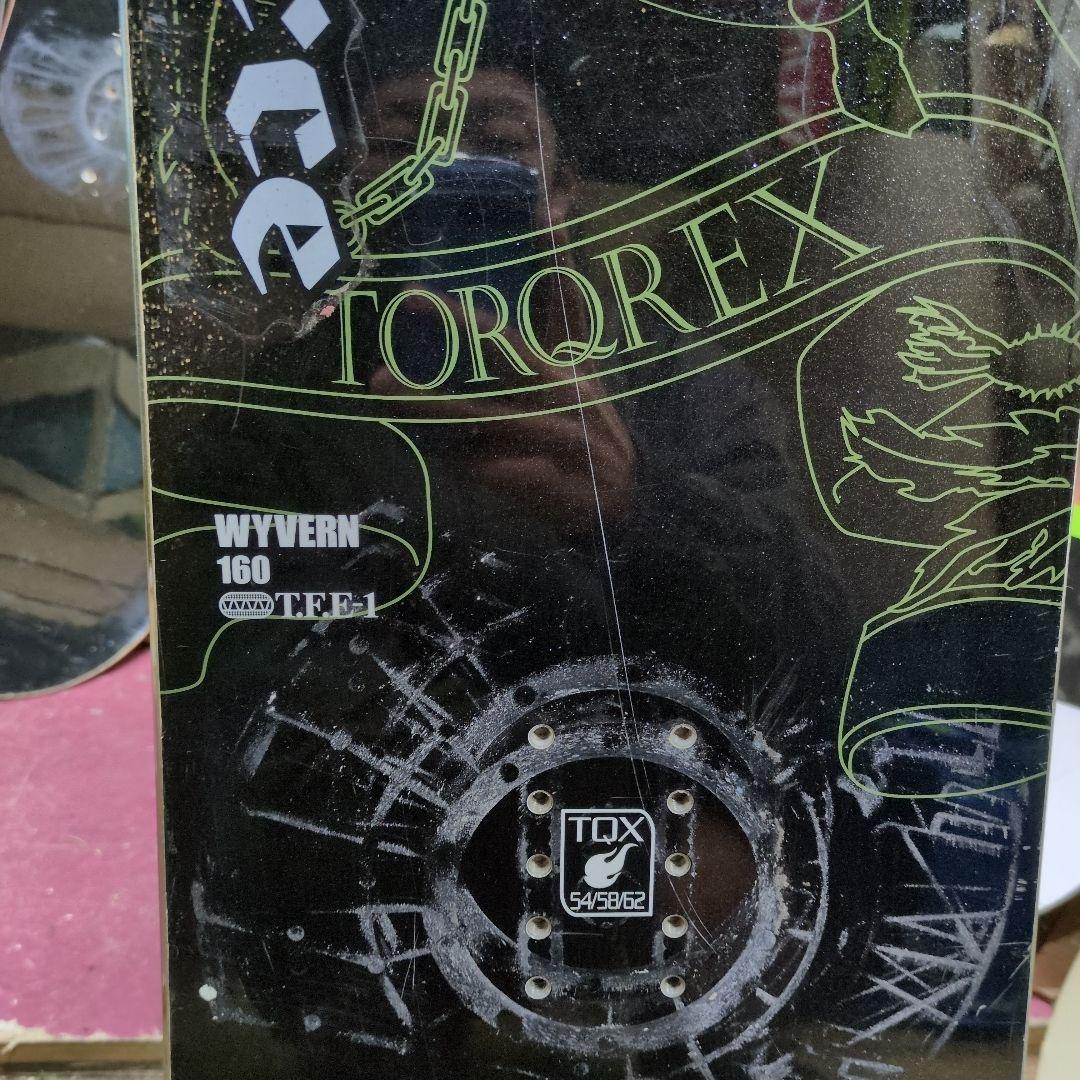 TORQREX
WYVERN
160
T.F.E-1
TQX
54/58/62